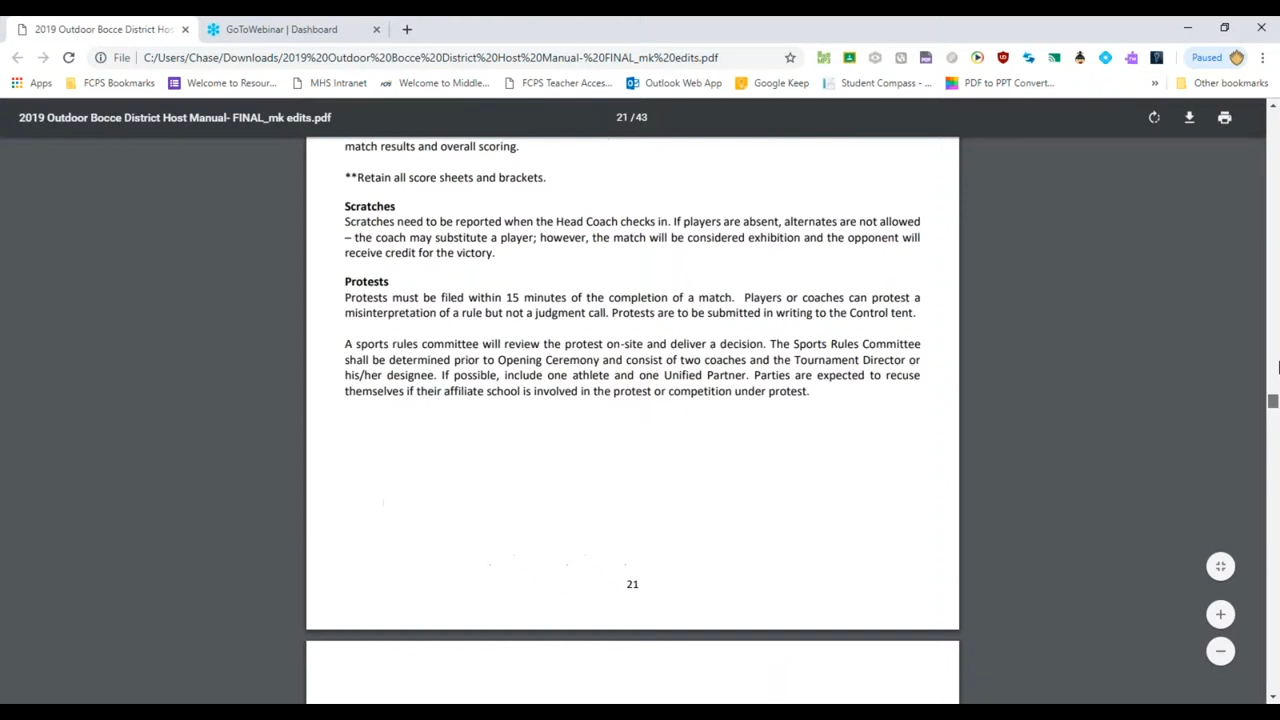 2019 Outdoor Bocce District Hos
GoToWebinar | Dashboard
File
C:/Users/Chase/Downloads/2019%20Outdoor%20Bocce%20District%20Host%20Manual-%20FINAL_mk%20edits.pdf
Paused
Apps
FCPS Bookmarks
Welcome to Resour...
MHS Intranet
Welcome to Middle...
FCPS Teacher Acces...
Outlook Web App
Google Keep
Student Compass - ...
PDF to PPT Convert...
»
Other bookmarks
2019 Outdoor Bocce District Host Manual- FINAL_mk edits.pdf
21 / 43
match results and overall scoring.
**Retain all score sheets and brackets.
Scratches
Scratches need to be reported when the Head Coach checks in. If players are absent, alternates are not allowed
– the coach may substitute a player; however, the match will be considered exhibition and the opponent will
receive credit for the victory.
Protests
Protests must be filed within 15 minutes of the completion of a match. Players or coaches can protest a
misinterpretation of a rule but not a judgment call. Protests are to be submitted in writing to the Control tent.
A sports rules committee will review the protest on-site and deliver a decision. The Sports Rules Committee
shall be determined prior to Opening Ceremony and consist of two coaches and the Tournament Director or
his/her designee. If possible, include one athlete and one Unified Partner. Parties are expected to recuse
themselves if their affiliate school is involved in the protest or competition under protest.
21